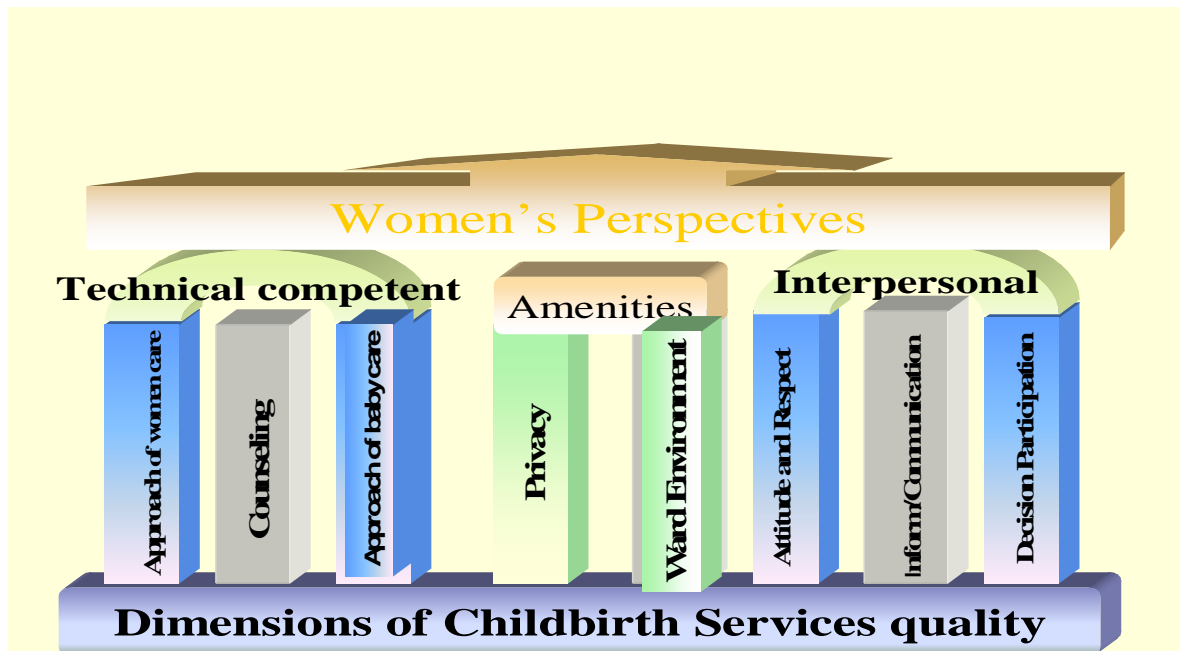 Women's Perspectives
Technical competent
Amenities
Interpersonal
Approach of women care
Counseling
Approach of baby care
Privacy
Ward Environment
Attitude and Respect
Inform/Communication
Decision Participation
Dimensions of Childbirth Services quality